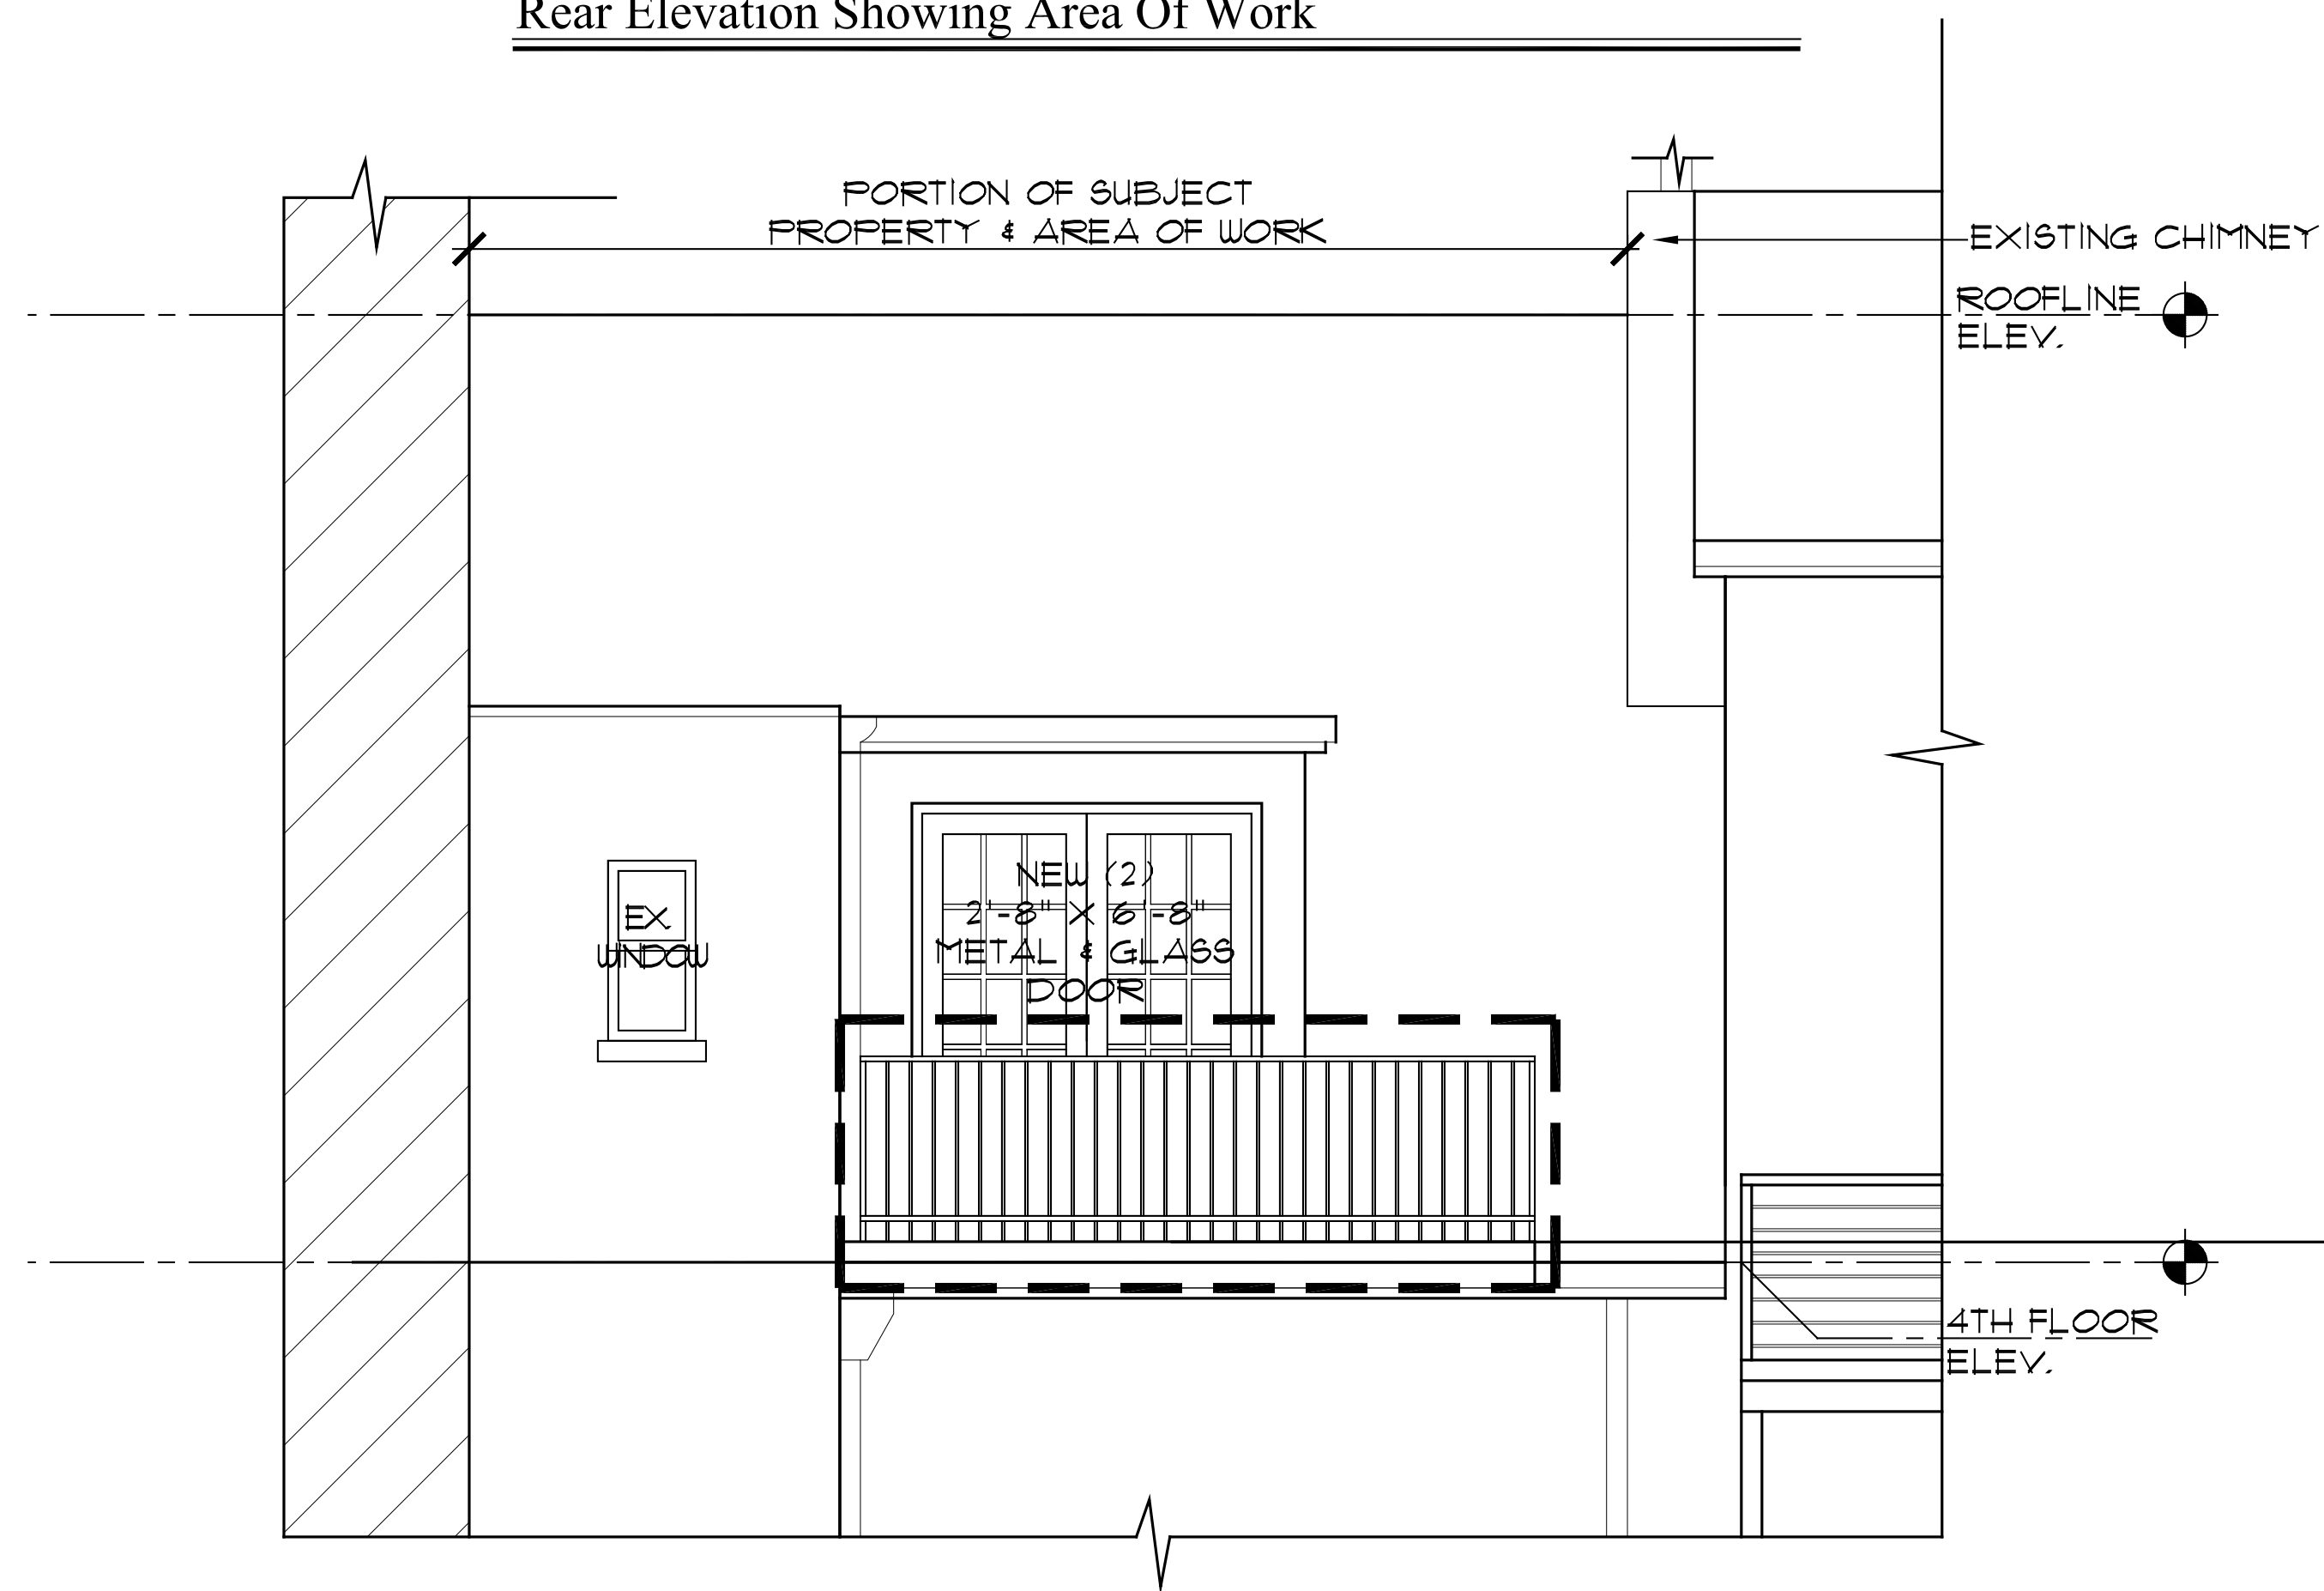 Rear Elevation Showing Area Of Work
PORTION OF SUBJECT
PROPERTY & AREA OF WORK
EXISTING CHIMNEY
ROOFLINE
ELEV.
NEW (2)
2'-8" X 6'-8"
METAL & GLASS
DOOR
EX.
WINDOW
4TH FLOOR
ELEV.